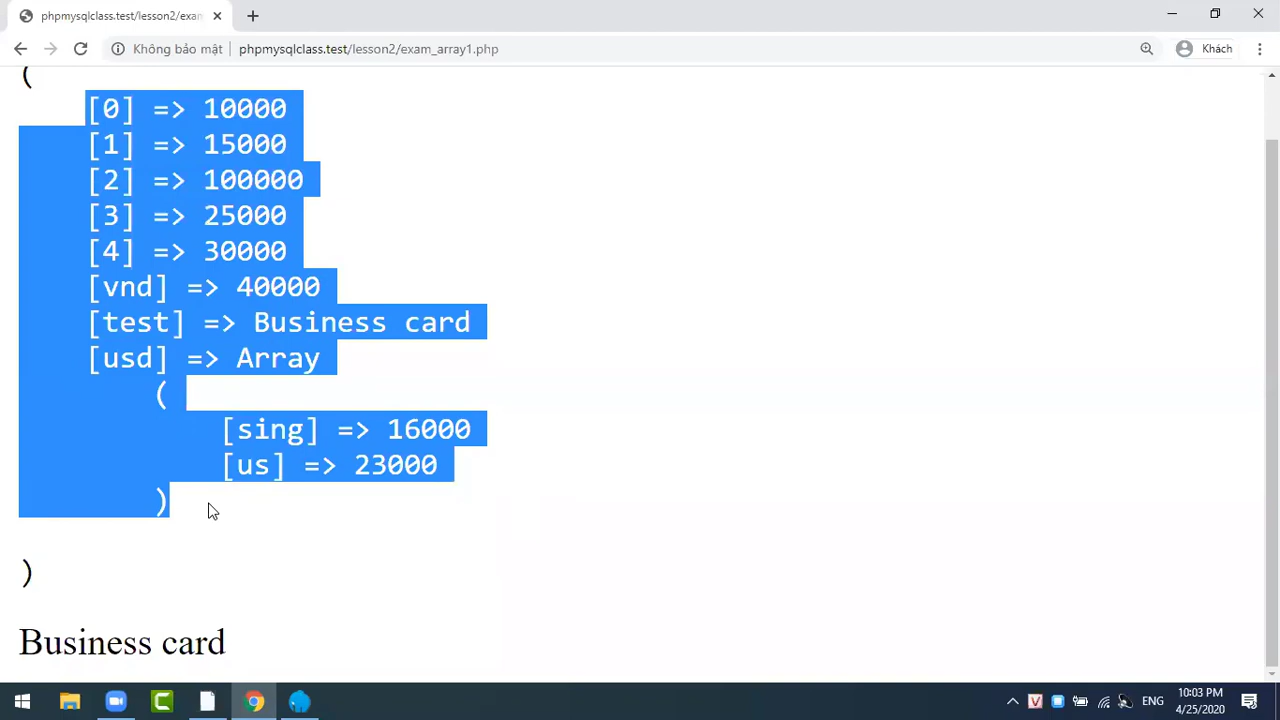 phpmysqlclass.test/lesson2/exam
Không bảo mật
phpmysqlclass.test/lesson2/exam_array1.php
Khách
(
[0] => 10000
[1] => 15000
[2] => 100000
[3] => 25000
[4] => 30000
[vnd] => 40000
[test] => Business card
[usd] => Array
(
[sing] => 16000
[us] => 23000
)
)
Business card
ENG
10:03 PM
4/25/2020